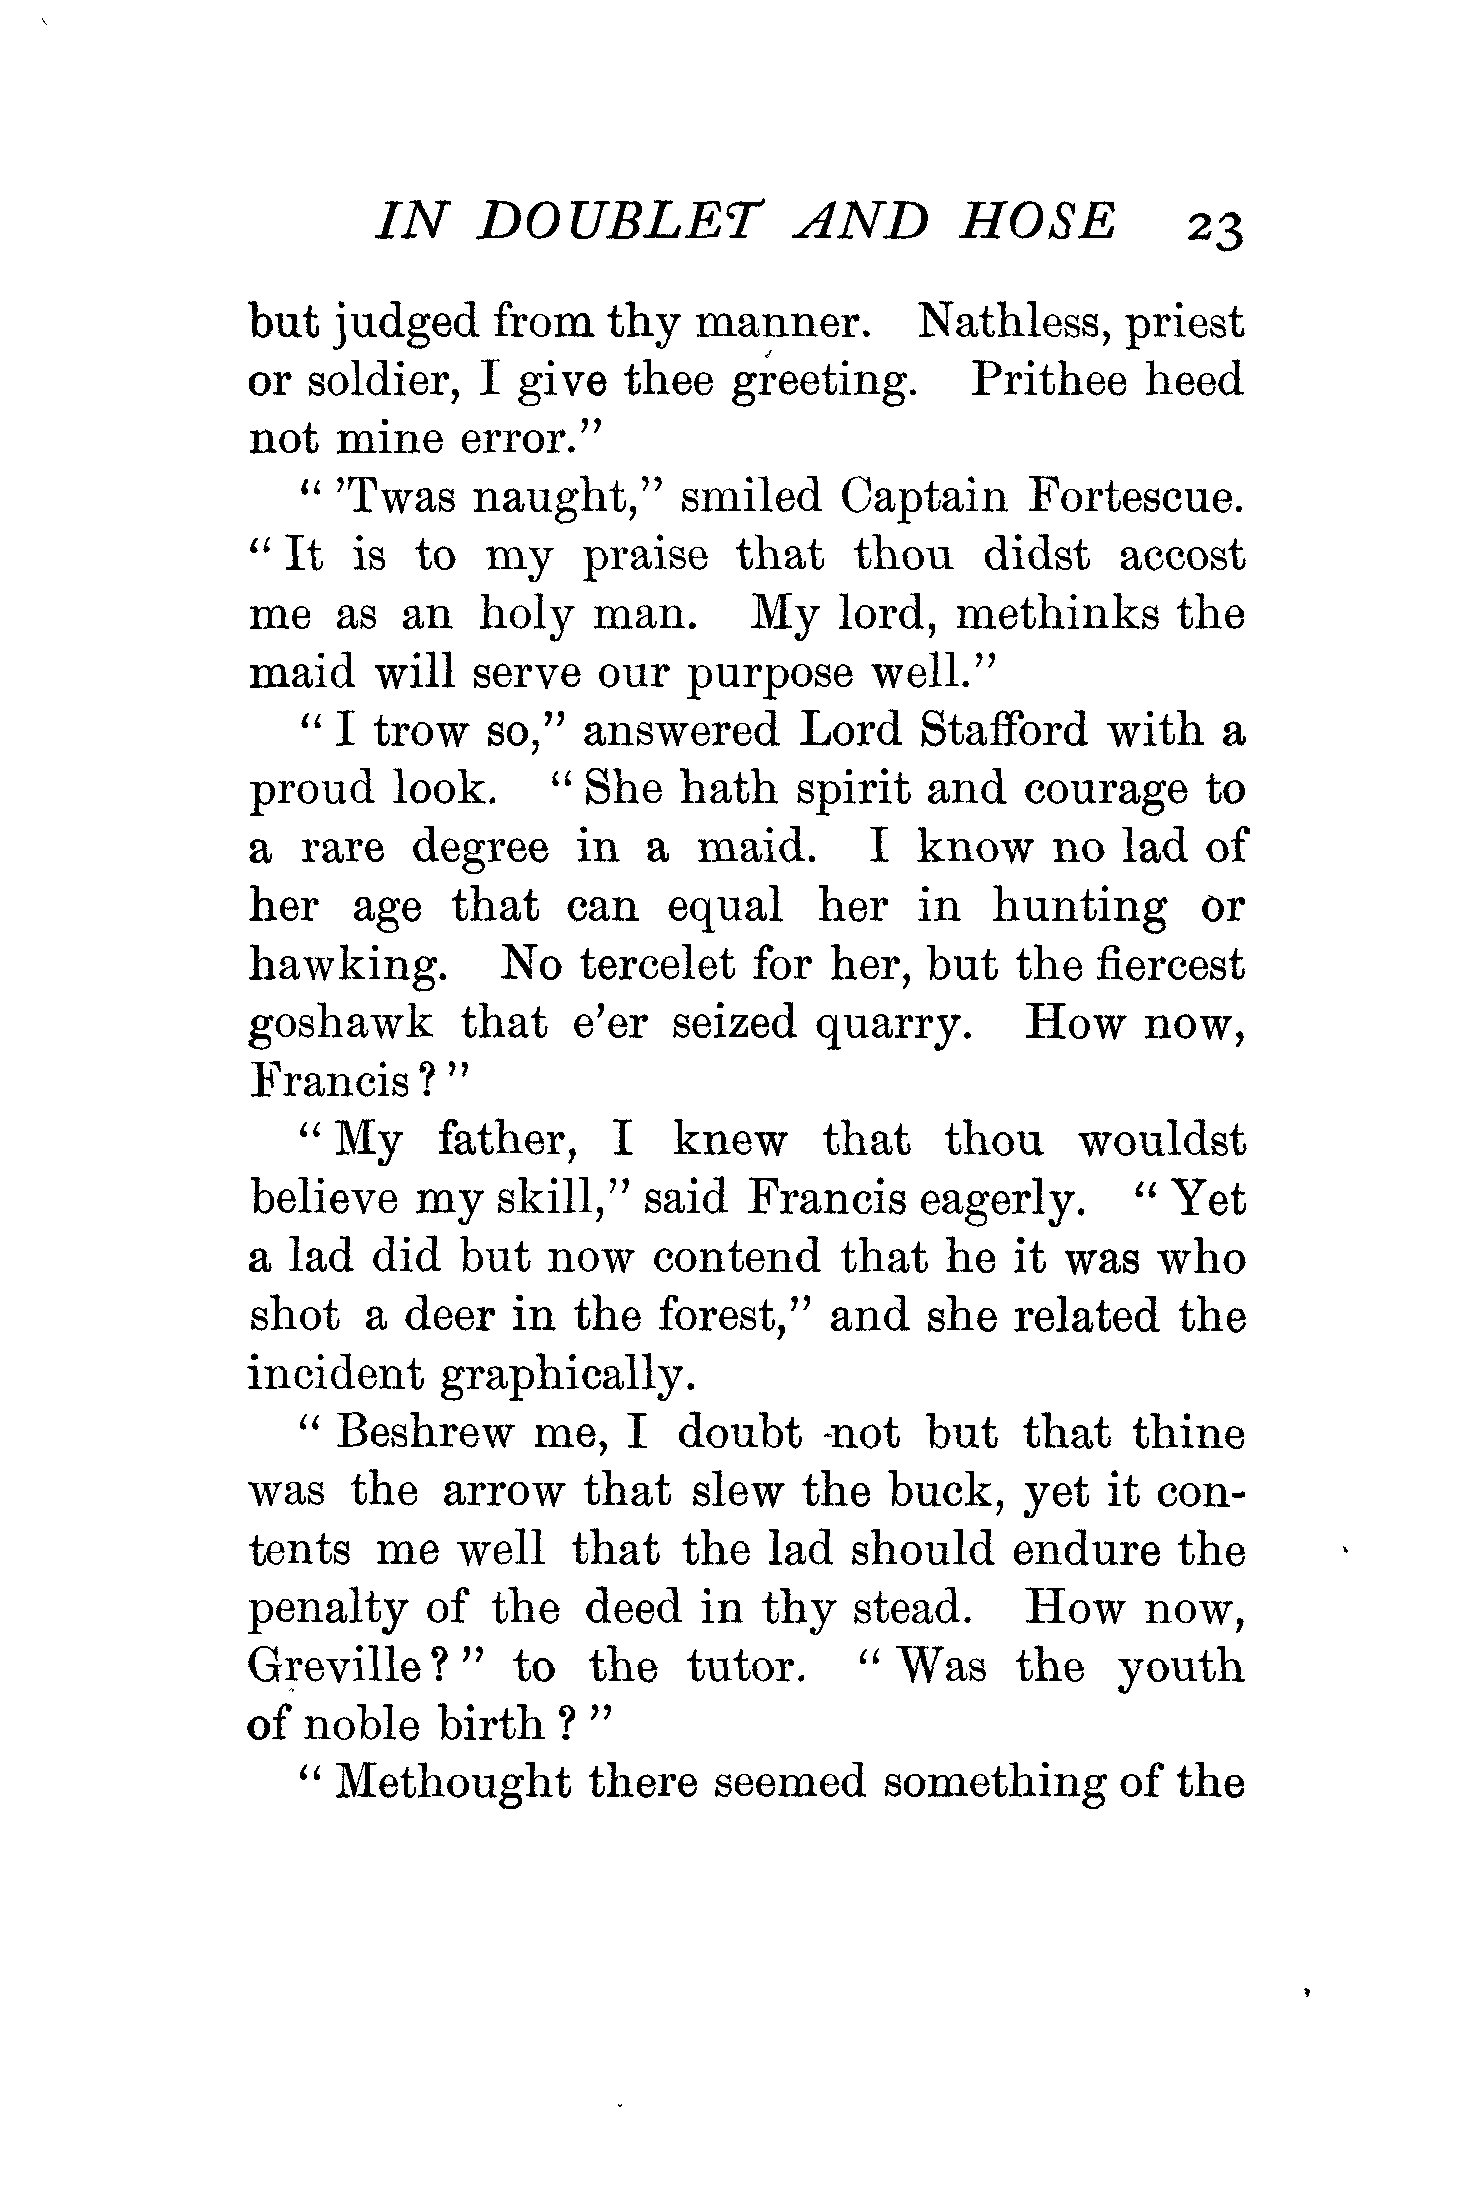 IN DOUBLET AND HOSE 23
but judged from thy manner. Nathless, priest
or soldier, I give thee greeting. Prithee heed
not mine error."
" 'Twas naught," smiled Captain Fortescue.
" It is to my praise that thou didst accost
me as an holy man. My lord, methinks the
maid will serve our purpose well."
" I trow so," answered Lord Stafford with a
proud look. " She hath spirit and courage to
a rare degree in a maid. I know no lad of
her age that can equal her in hunting or
hawking. No tercelet for her, but the fiercest
goshawk that e'er seized quarry. How now,
Francis ? "
" My father, I knew that thou wouldst
believe my skill," said Francis eagerly. " Yet
a lad did but now contend that he it was who
shot a deer in the forest," and she related the
incident graphically.
" Beshrew me, I doubt not but that thine
was the arrow that slew the buck, yet it con-
tents me well that the lad should endure the
penalty of the deed in thy stead. How now,
Greville ? " to the tutor. " Was the youth
of noble birth ? "
" Methought there seemed something of the